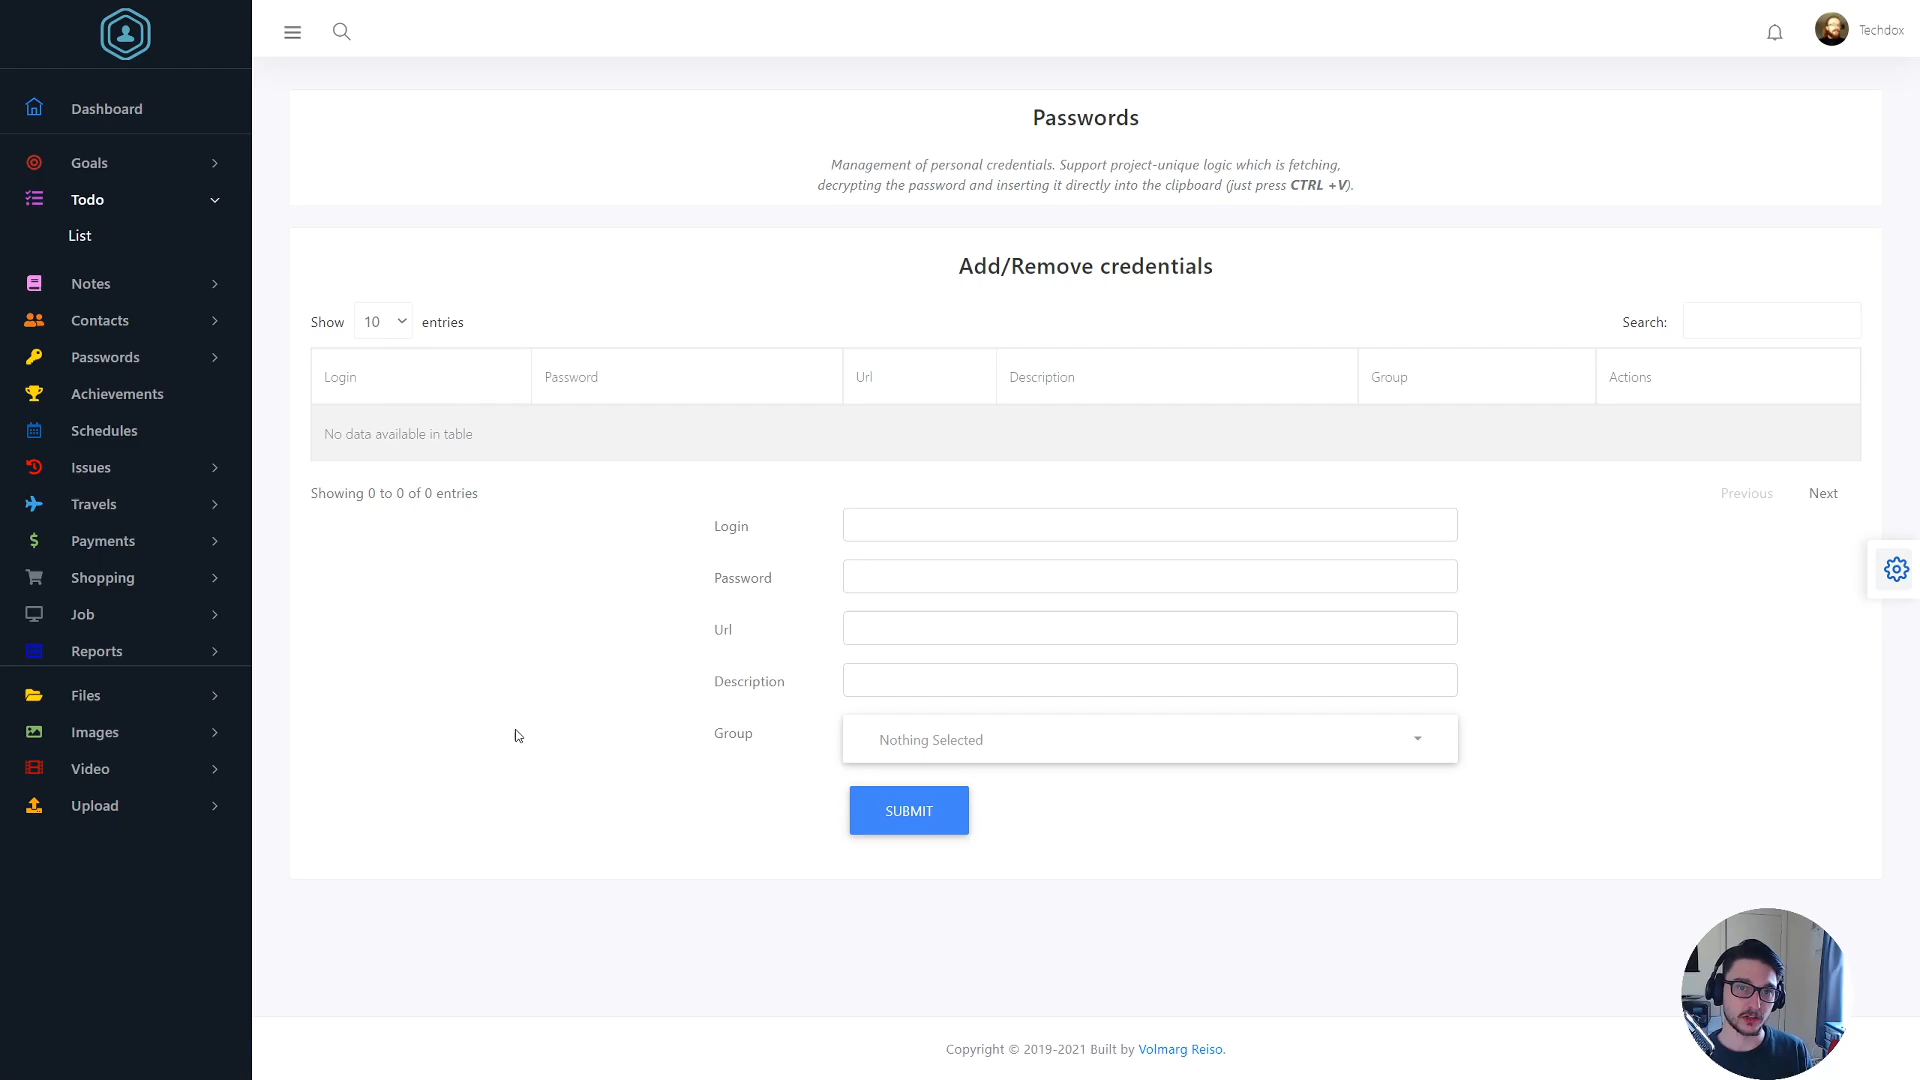 Techdox
Dashboard
Goals
Todo
List
Notes
Contacts
Passwords
Achievements
Schedules
Issues
Travels
Payments
Shopping
Job
Reports
Files
Images
Video
Upload
Passwords
Management of personal credentials. Support project-unique logic which is fetching,
decrypting the password and inserting it directly into the clipboard (just press CTRL +V).
Add/Remove credentials
Show 10 entries
Search:
Login Password Url Description Group Actions
No data available in table
Showing 0 to 0 of 0 entries
Previous Next
Login
Password
Url
Description
Group
Nothing Selected
SUBMIT
Copyright © 2019-2021 Built by Volmarg Reiso.